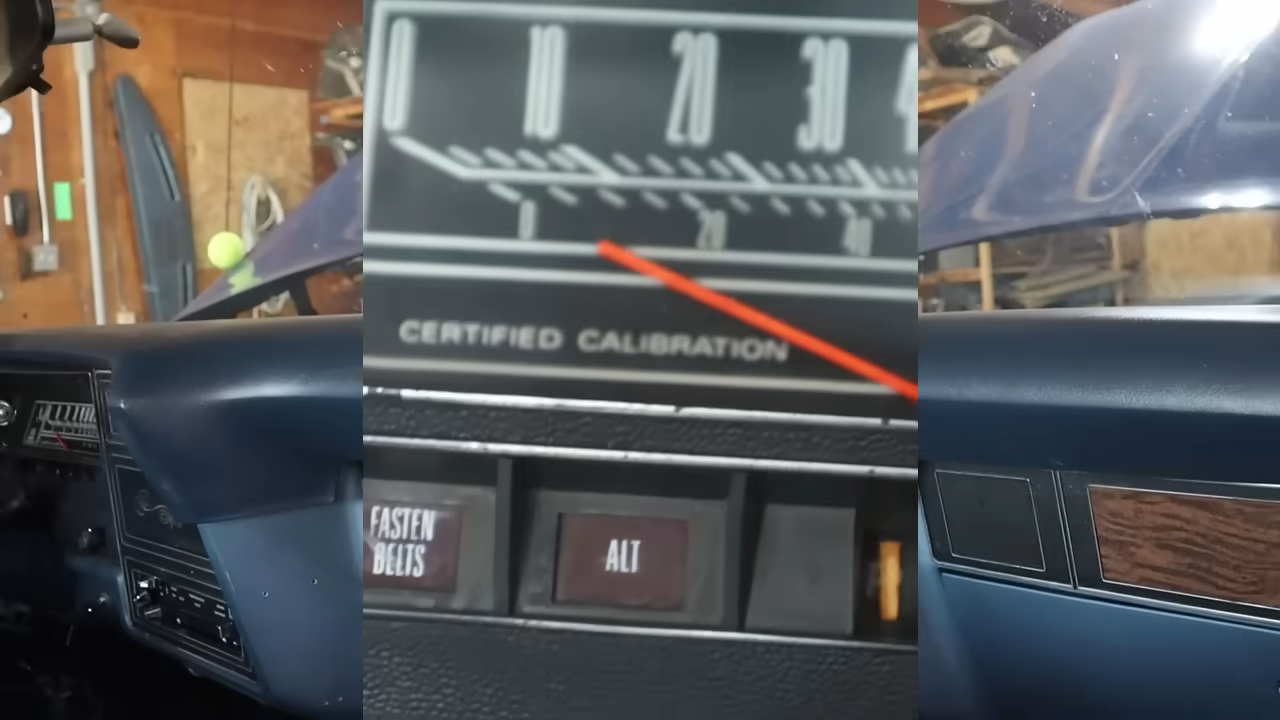 0 10 20 30
0 20 40
CERTIFIED CALIBRATION
FASTEN
BELTS
ALT